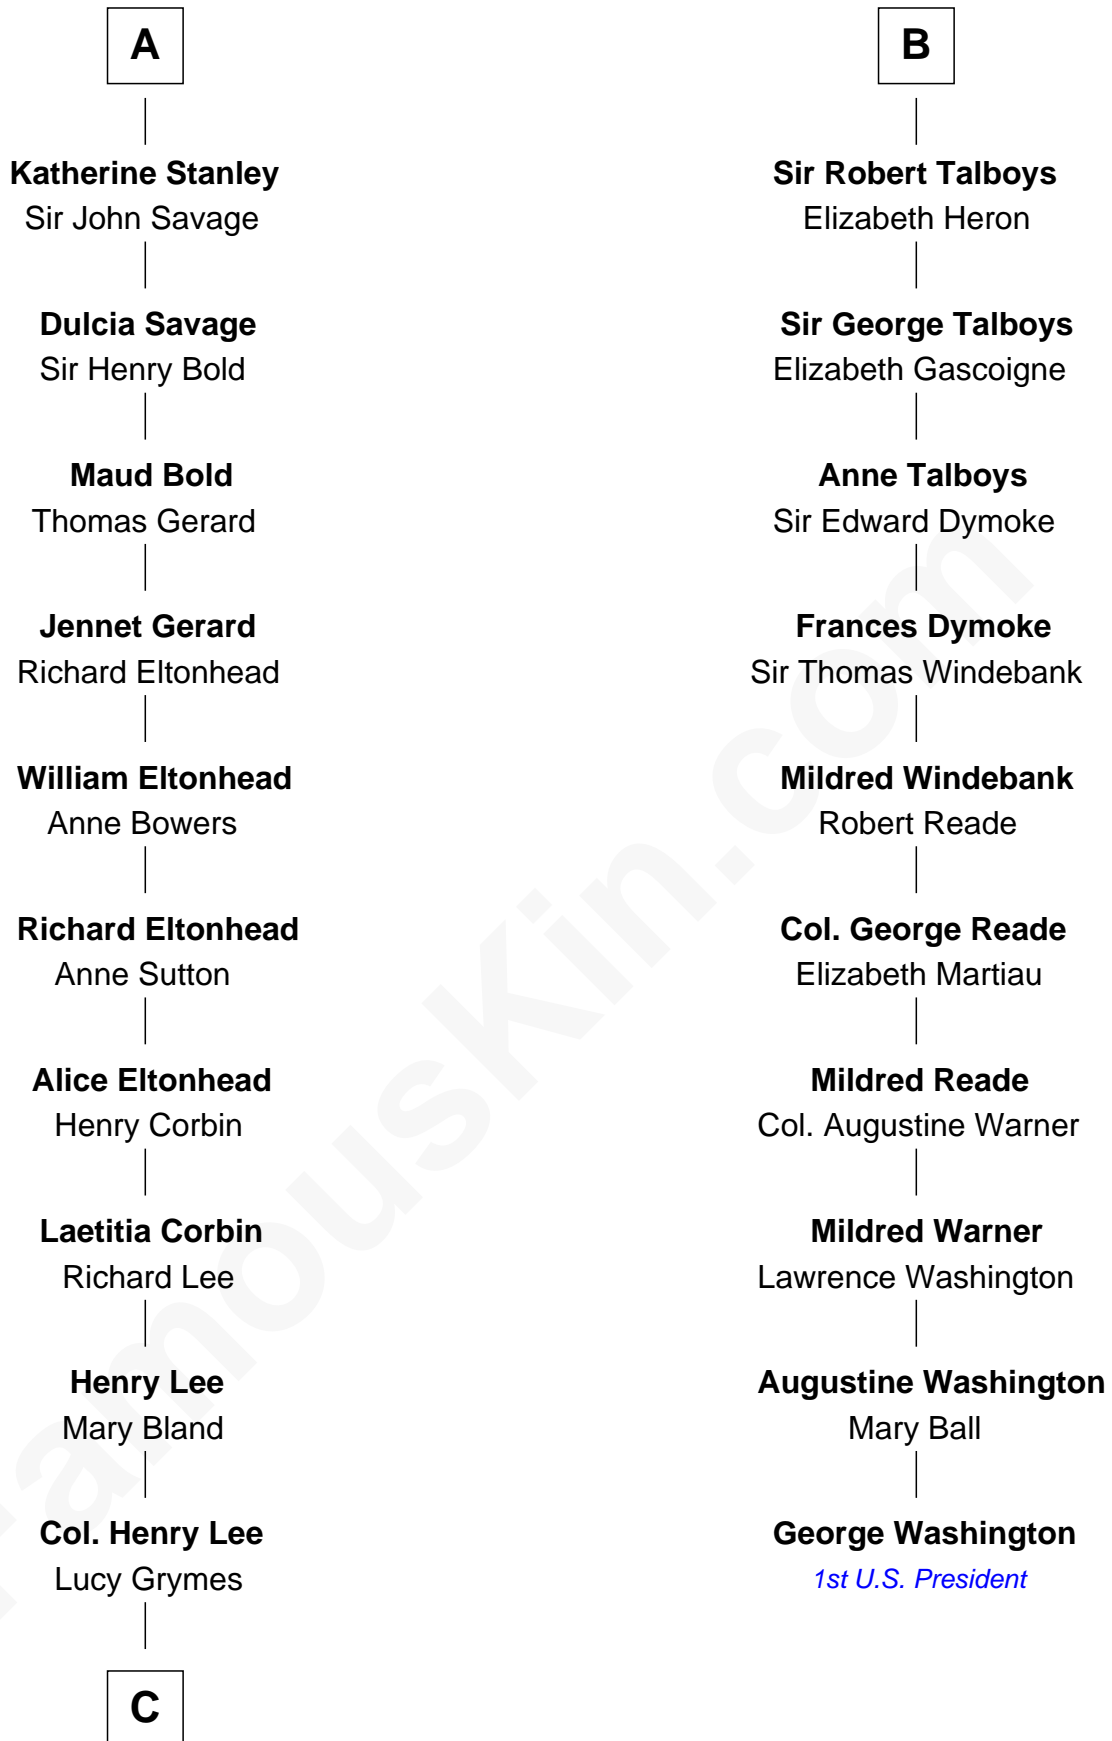 A
Katherine Stanley
Sir John Savage
Dulcia Savage
Sir Henry Bold
Maud Bold
Thomas Gerard
Jennet Gerard
Richard Eltonhead
William Eltonhead
Anne Bowers
Richard Eltonhead
Anne Sutton
Alice Eltonhead
Henry Corbin
Laetitia Corbin
Richard Lee
Henry Lee
Mary Bland
Col. Henry Lee
Lucy Grymes
C
B
Sir Robert Talboys
Elizabeth Heron
Sir George Talboys
Elizabeth Gascoigne
Anne Talboys
Sir Edward Dymoke
Frances Dymoke
Sir Thomas Windebank
Mildred Windebank
Robert Reade
Col. George Reade
Elizabeth Martiau
Mildred Reade
Col. Augustine Warner
Mildred Warner
Lawrence Washington
Augustine Washington
Mary Ball
George Washington
1st U.S. President
FamousKin.com